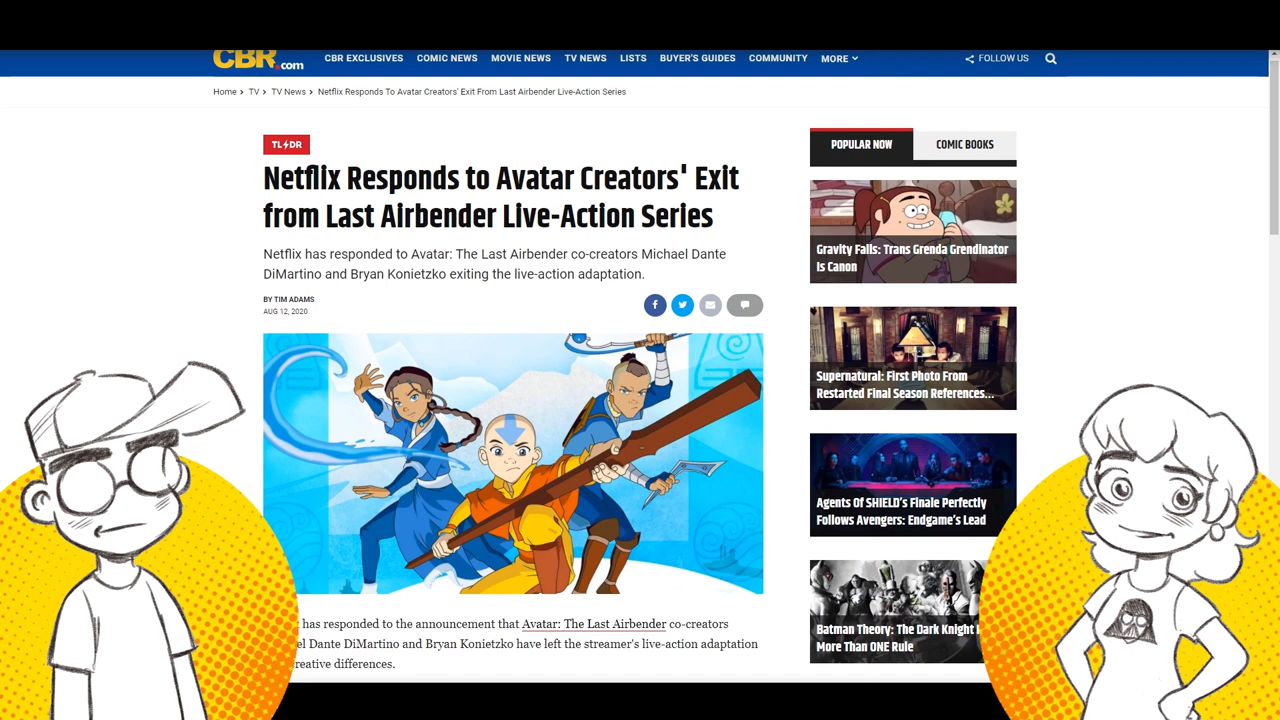 CBR.com
CBR EXCLUSIVES COMIC NEWS MOVIE NEWS TV NEWS LISTS BUYER'S GUIDES COMMUNITY MORE FOLLOW US
Home TV TV News Netflix Responds To Avatar Creators' Exit From Last Airbender Live-Action Series
TL DR
Netflix Responds to Avatar Creators' Exit
from Last Airbender Live-Action Series
Netflix has responded to Avatar: The Last Airbender co-creators Michael Dante
DiMartino and Bryan Konietzko exiting the live-action adaptation.
BY TIM ADAMS
AUG 12, 2020
has responded to the announcement that Avatar: The Last Airbender co-creators
el Dante DiMartino and Bryan Konietzko have left the streamer's live-action adaptation
reative differences.
POPULAR NOW COMIC BOOKS
Gravity Falls: Trans Grenda Grendinator
Is Canon
Supernatural: First Photo From
Restarted Final Season References...
Agents Of SHIELD's Finale Perfectly
Follows Avengers: Endgame's Lead
Batman Theory: The Dark Knight
More Than ONE Rule